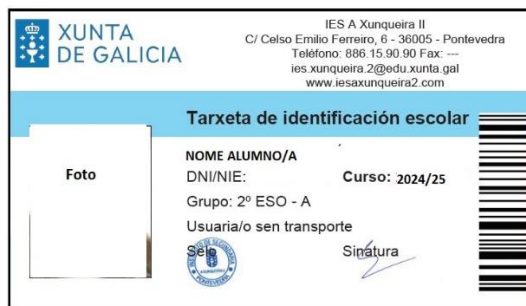 XUNTA
DE GALICIA
IES A Xunqueira II
C/ Celso Emilio Ferreiro, 6 - 36005 - Pontevedra
Teléfono: 886.15.90.90 Fax: ---
ies.xunqueira.2@edu.xunta.gal
www.iesaxunqueira2.com
Tarxeta de identificación escolar
Foto
NOME ALUMNO/A
DNI/NIE:
Curso: 2024/25
Grupo: 2º ESO - A
Usuaria/o sen transporte
Selo
Sinatura